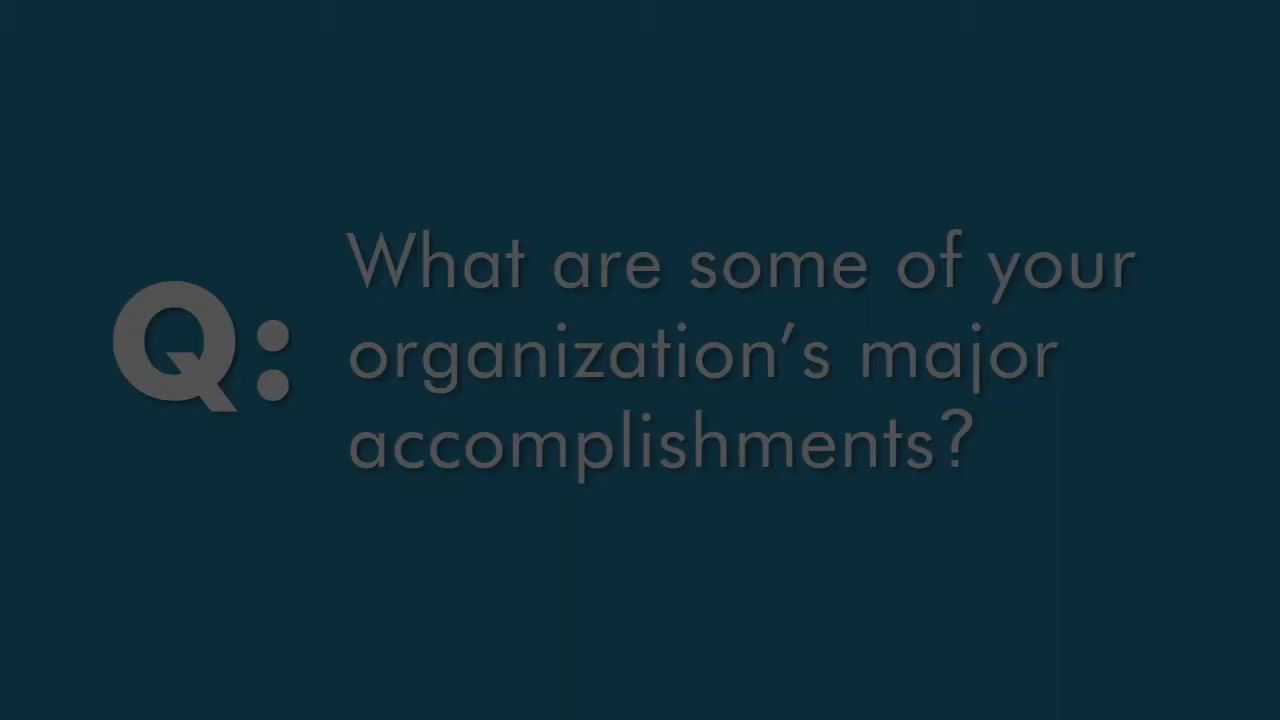 Q:
What are some of your
organization’s major
accomplishments?